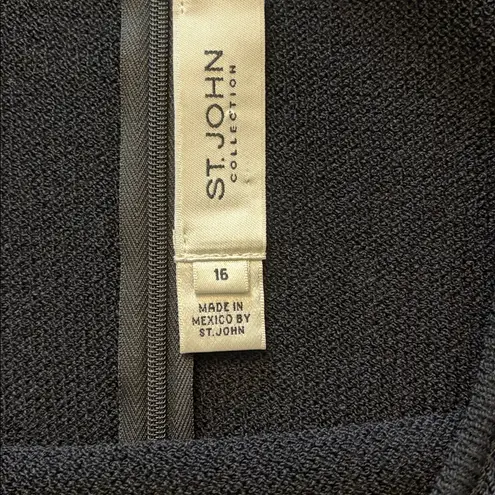 ST. JOHN
COLLECTION
16
MADE IN
MEXICO BY
ST. JOHN